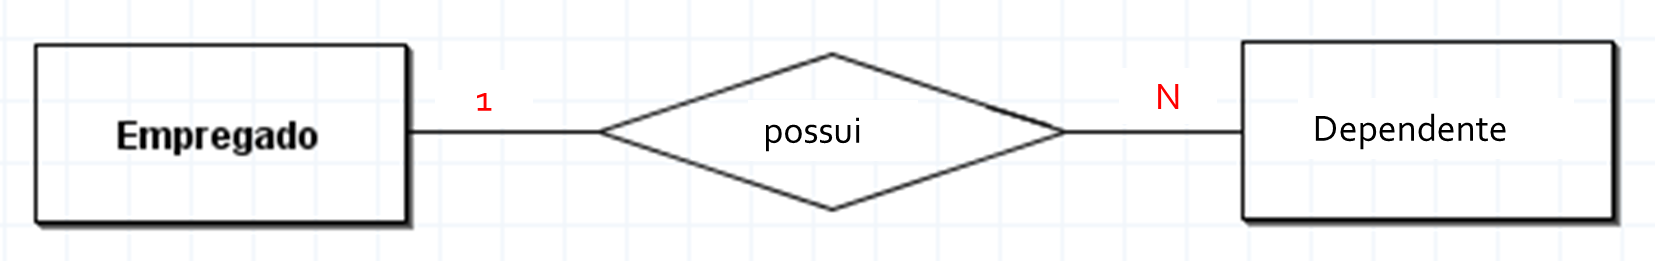 Empregado
1
possui
N
Dependente